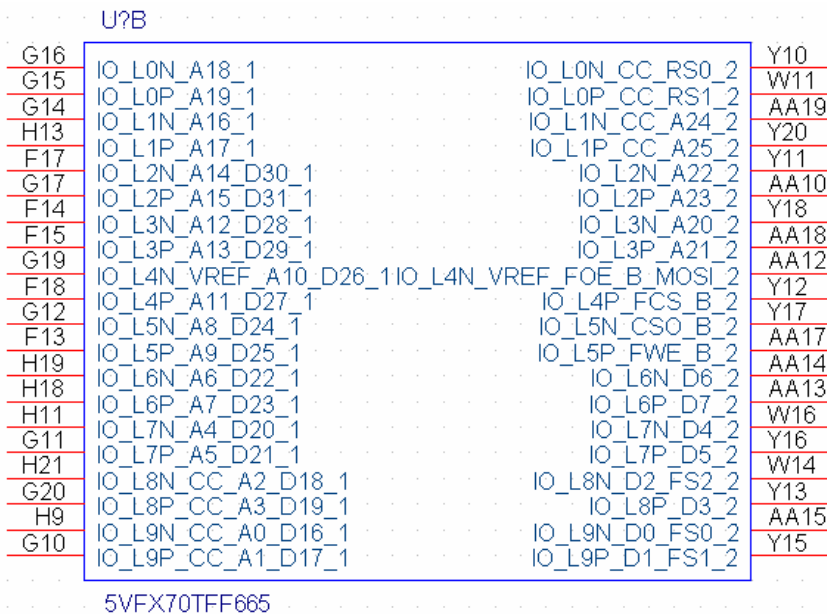 U?B
G16 IO_L0N_A18_1 IO_L0N_CC_RS0_2 Y10
G15 IO_L0P_A19_1 IO_L0P_CC_RS1_2 W11
G14 IO_L1N_A16_1 IO_L1N_CC_A24_2 AA19
H13 IO_L1P_A17_1 IO_L1P_CC_A25_2 Y20
F17 IO_L2N_A14_D30_1 IO_L2N_A22_2 Y11
G17 IO_L2P_A15_D31_1 IO_L2P_A23_2 AA10
F14 IO_L3N_A12_D28_1 IO_L3N_A20_2 Y18
F15 IO_L3P_A13_D29_1 IO_L3P_A21_2 AA18
G19 IO_L4N_VREF_A10_D26_1 IO_L4N_VREF_FOE_B_MOSI_2 AA12
F18 IO_L4P_A11_D27_1 IO_L4P_FCS_B_2 Y12
G12 IO_L5N_A8_D24_1 IO_L5N_CSO_B_2 Y17
F13 IO_L5P_A9_D25_1 IO_L5P_FWE_B_2 AA17
H19 IO_L6N_A6_D22_1 IO_L6N_D6_2 AA14
H18 IO_L6P_A7_D23_1 IO_L6P_D7_2 AA13
H11 IO_L7N_A4_D20_1 IO_L7N_D4_2 W16
G11 IO_L7P_A5_D21_1 IO_L7P_D5_2 Y16
H21 IO_L8N_CC_A2_D18_1 IO_L8N_D2_FS2_2 W14
G20 IO_L8P_CC_A3_D19_1 IO_L8P_D3_2 Y13
H9 IO_L9N_CC_A0_D16_1 IO_L9N_D0_FS0_2 AA15
G10 IO_L9P_CC_A1_D17_1 IO_L9P_D1_FS1_2 Y15
5VFX70TFF665